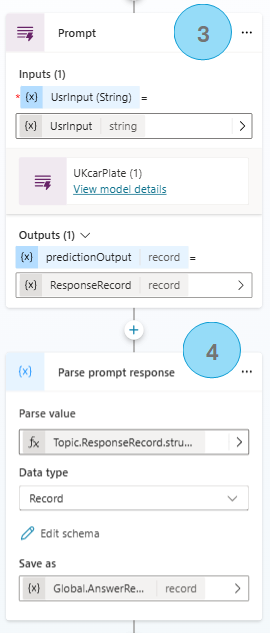 Prompt
3
...
Inputs (1)
* {x} UsrInput (String) =
{x} UsrInput string
UKcarPlate (1)
View model details
Outputs (1)
{x} predictionOutput record =
{x} ResponseRecord record
4
(x) Parse prompt response ...
Parse value
fx Topic.ResponseRecord.stru...
Data type
Record
Edit schema
Save as
{x} Global.AnswerRe... record